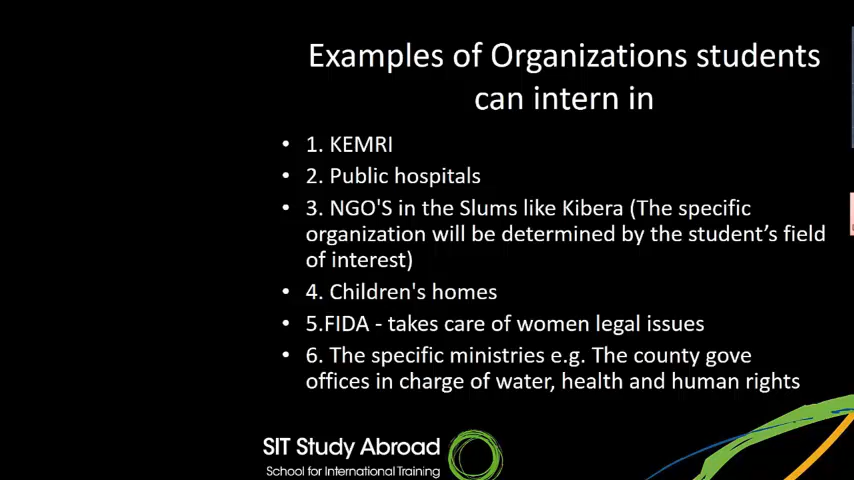 Examples of Organizations students
can intern in
• 1. KEMRI
• 2. Public hospitals
• 3. NGO'S in the Slums like Kibera (The specific
organization will be determined by the student’s field
of interest)
• 4. Children's homes
• 5.FIDA - takes care of women legal issues
• 6. The specific ministries e.g. The county gove
offices in charge of water, health and human rights
SIT Study Abroad
School for International Training